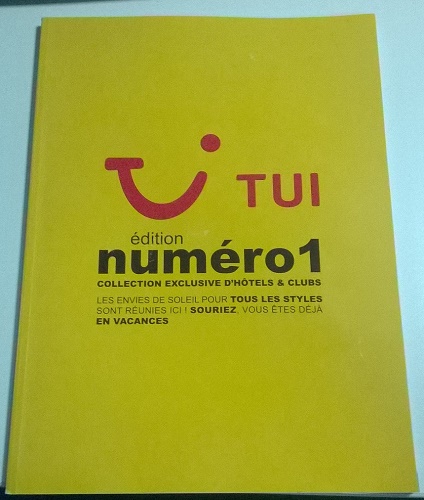 TUI
édition
numéro1
COLLECTION EXCLUSIVE D'HÔTELS & CLUBS
LES ENVIES DE SOLEIL POUR TOUS LES STYLES
SONT RÉUNIES ICI ! SOURIEZ, VOUS ÊTES DÉJÀ
EN VACANCES